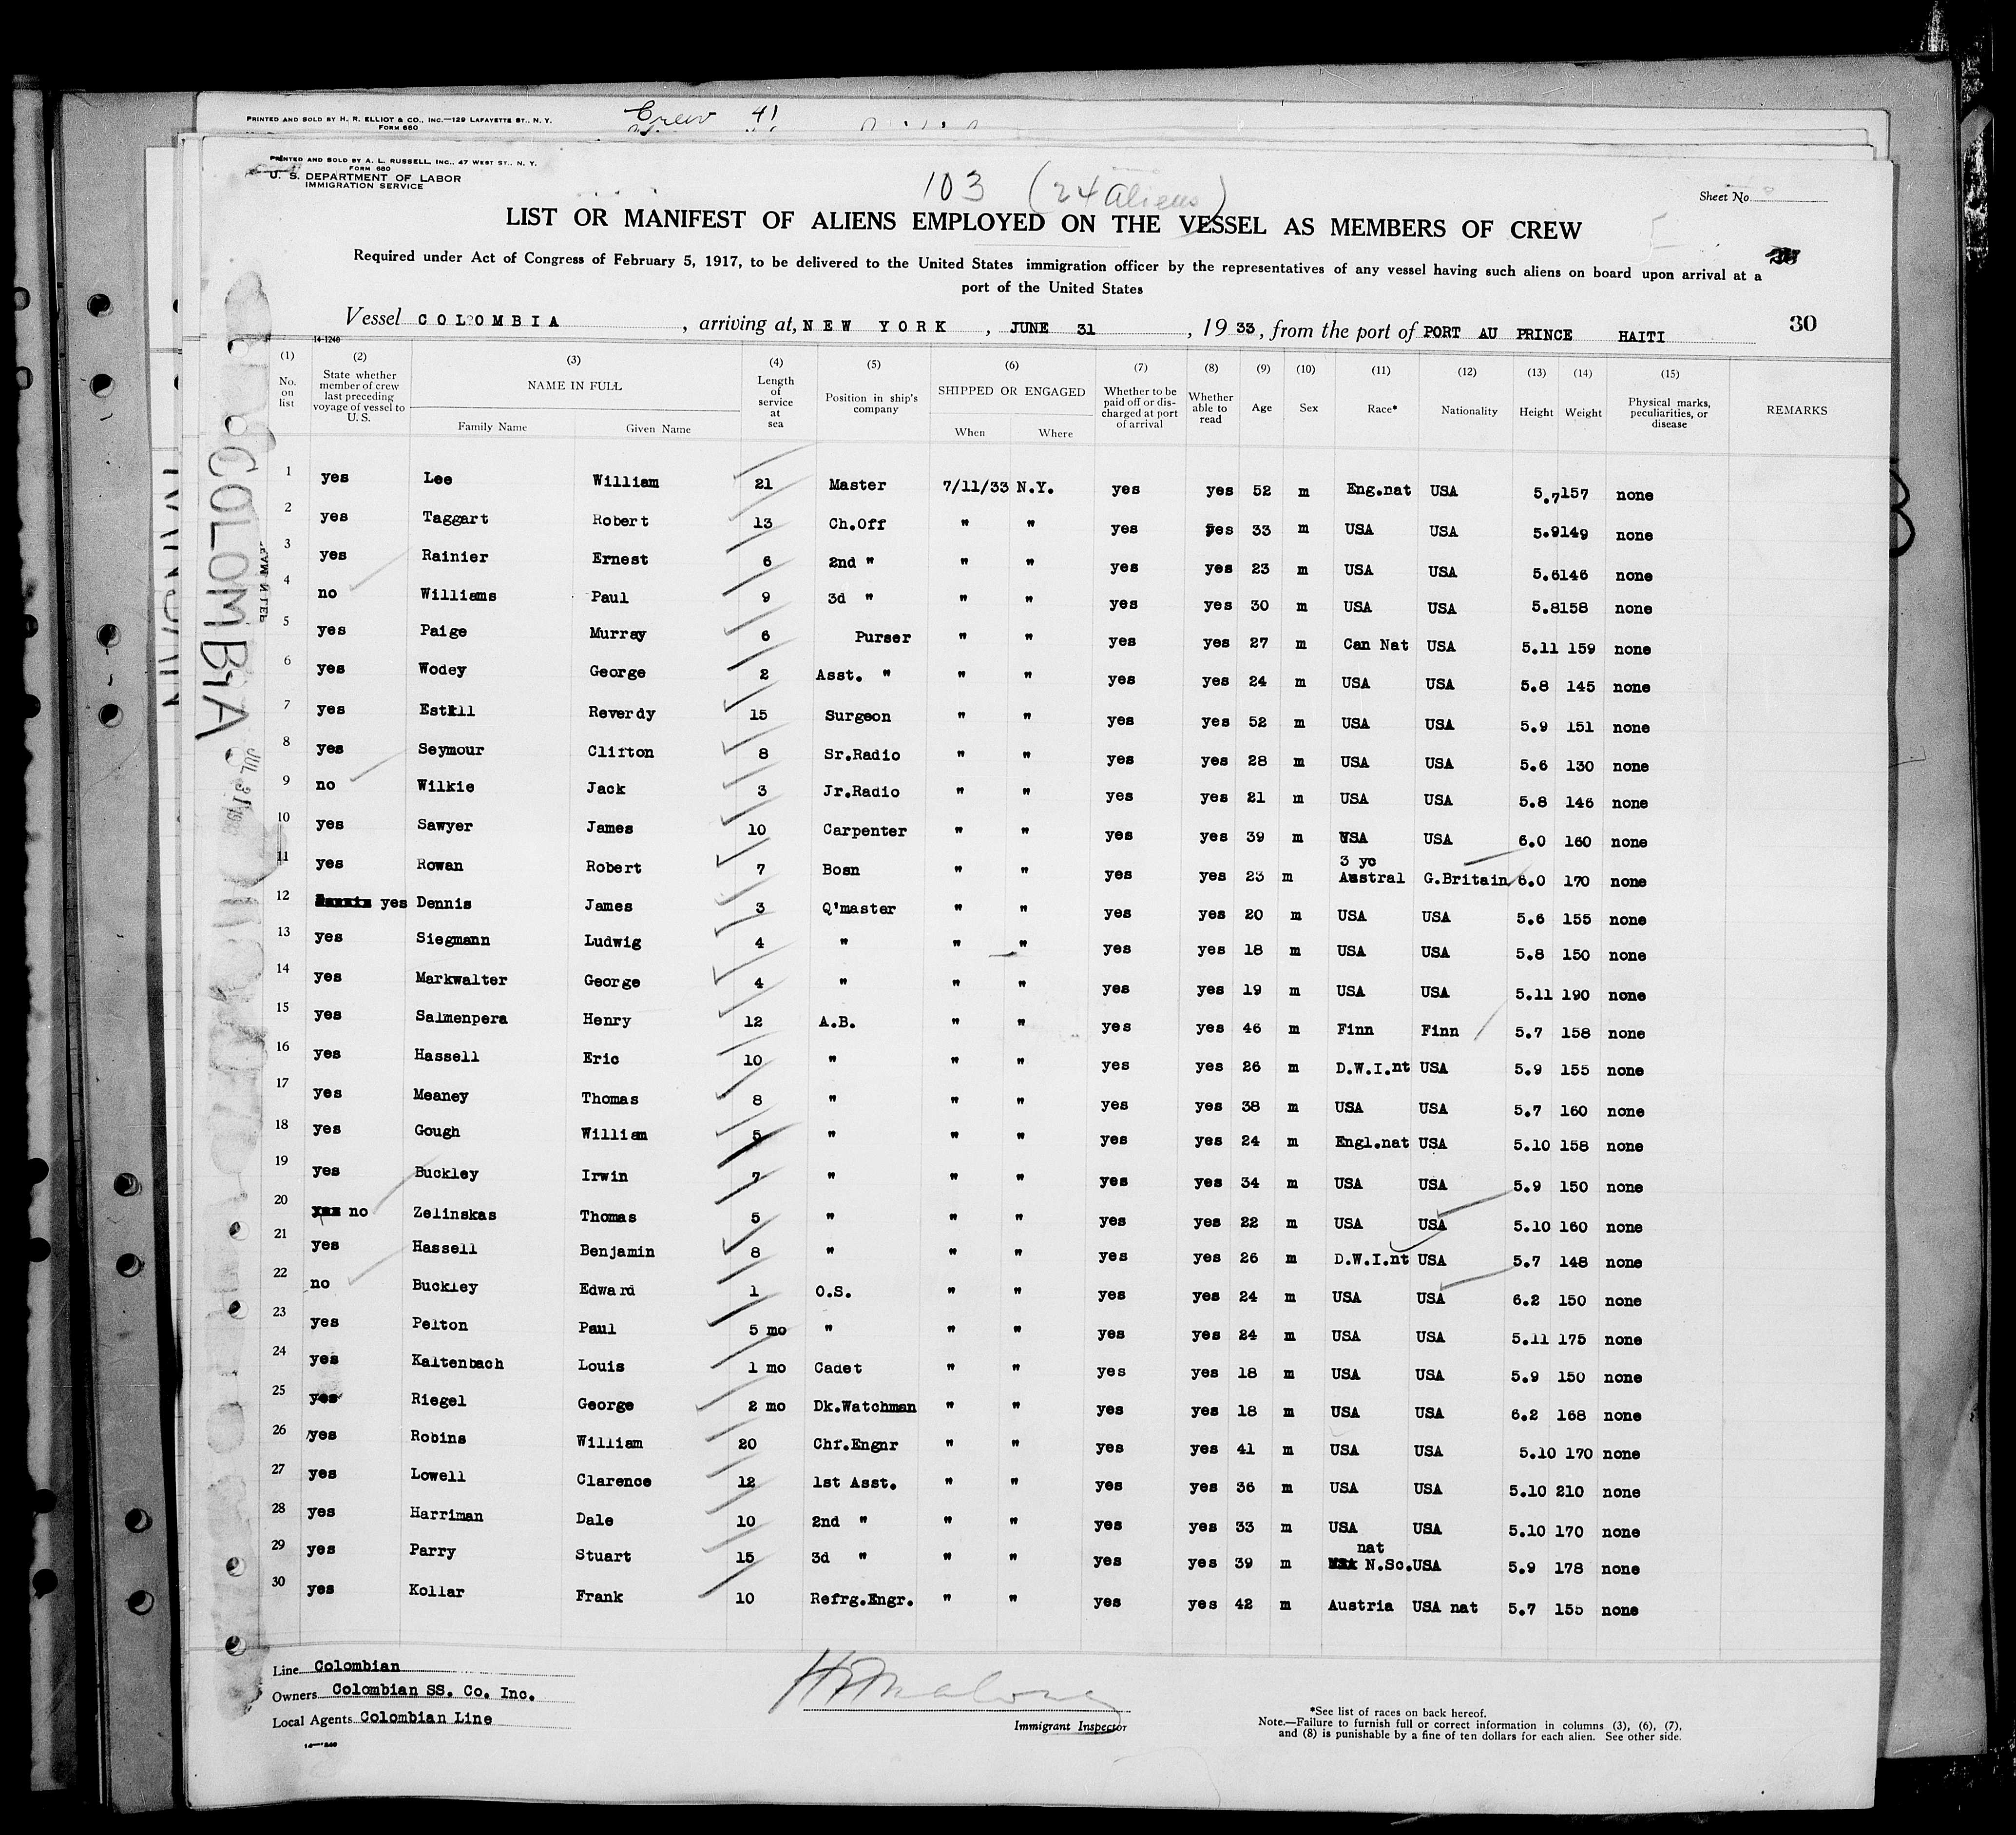 PRINTED AND SOLD BY H. R. ELLIOT & CO., INC.—129 LAFAYETTE ST., N. Y.
FORM 680
Crew 41
PRINTED AND SOLD BY A. L. RUSSELL, INC., 47 WEST ST., N. Y.
FORM 680
U. S. DEPARTMENT OF LABOR
IMMIGRATION SERVICE
103 (24 aliens)
Sheet No.
LIST OR MANIFEST OF ALIENS EMPLOYED ON THE VESSEL AS MEMBERS OF CREW
Required under Act of Congress of February 5, 1917, to be delivered to the United States immigration officer by the representatives of any vessel having such aliens on board upon arrival at a
port of the United States
Vessel COLOMBIA, arriving at, NEW YORK, JUNE 31, 1933, from the port of PORT AU PRINCE HAITI
30
14-1240
(1) (2) (3) (4) (5) (6) (7) (8) (9) (10) (11) (12) (13) (14) (15)
No. on list
State whether member of crew last preceding voyage of vessel to U. S.
NAME IN FULL
Family Name Given Name
Length of service at sea
Position in ship's company
SHIPPED OR ENGAGED
When Where
Whether to be paid off or discharged at port of arrival
Whether able to read
Age Sex Race* Nationality Height Weight
Physical marks, peculiarities, or disease
REMARKS
1 yes Lee William 21 Master 7/11/33 N.Y. yes yes 52 m Eng.nat USA 5.7 157 none
2 yes Taggart Robert 13 Ch.Off " " yes yes 33 m USA USA 5.9 149 none
3 yes Rainier Ernest 6 2nd " " " yes yes 23 m USA USA 5.6 146 none
4 no Williams Paul 9 3d " " " yes yes 30 m USA USA 5.8 158 none
5 yes Paige Murray 6 Purser " " yes yes 27 m Can Nat USA 5.11 159 none
6 yes Wodey George 2 Asst. " " " yes yes 24 m USA USA 5.8 145 none
7 yes Estill Reverdy 15 Surgeon " " yes yes 52 m USA USA 5.9 151 none
8 yes Seymour Clifton 8 Sr.Radio " " yes yes 28 m USA USA 5.6 130 none
9 no Wilkie Jack 3 Jr.Radio " " yes yes 21 m USA USA 5.8 146 none
10 yes Sawyer James 10 Carpenter " " yes yes 39 m USA USA 6.0 160 none
11 yes Rowan Robert 7 Bosn " " yes yes 23 m 3 yc Austral G.Britain 6.0 170 none
12 yes Dennis James 3 Q'master " " yes yes 20 m USA USA 5.6 155 none
13 yes Siegmann Ludwig 4 " " " yes yes 18 m USA USA 5.8 150 none
14 yes Markwalter George 4 " " " yes yes 19 m USA USA 5.11 190 none
15 yes Salmenpera Henry 12 A.B. " " yes yes 46 m Finn Finn 5.7 158 none
16 yes Hassell Eric 10 " " " yes yes 26 m D.W.I.nt USA 5.9 155 none
17 yes Meaney Thomas 8 " " " yes yes 38 m USA USA 5.7 160 none
18 yes Gough William 5 " " " yes yes 24 m Engl.nat USA 5.10 158 none
19 yes Buckley Irwin 7 " " " yes yes 34 m USA USA 5.9 150 none
20 no Zelinskas Thomas 5 " " " yes yes 22 m USA USA 5.10 160 none
21 yes Hassell Benjamin 8 " " " yes yes 26 m D.W.I.nt USA 5.7 148 none
22 no Buckley Edward 1 O.S. " " yes yes 24 m USA USA 6.2 150 none
23 yes Pelton Paul 5 mo " " " yes yes 24 m USA USA 5.11 175 none
24 yes Kaltenbach Louis 1 mo Cadet " " yes yes 18 m USA USA 5.9 150 none
25 yes Riegel George 2 mo Dk.Watchman " " yes yes 18 m USA USA 6.2 168 none
26 yes Robins William 20 Chf.Engnr " " yes yes 41 m USA USA 5.10 170 none
27 yes Lowell Clarence 12 1st Asst. " " yes yes 36 m USA USA 5.10 210 none
28 yes Harriman Dale 10 2nd " " " yes yes 33 m USA USA 5.10 170 none
29 yes Parry Stuart 15 3d " " " yes yes 39 m nat N.Sc. USA 5.9 178 none
30 yes Kollar Frank 10 Refrg.Engr. " " yes yes 42 m Austria USA nat 5.7 155 none
COLOMBIA
JUL 31 1933
Line Colombian
Owners Colombian SS. Co. Inc.
Local Agents Colombian Line
Immigrant Inspector
*See list of races on back hereof.
Note.—Failure to furnish full or correct information in columns (3), (6), (7),
and (8) is punishable by a fine of ten dollars for each alien. See other side.